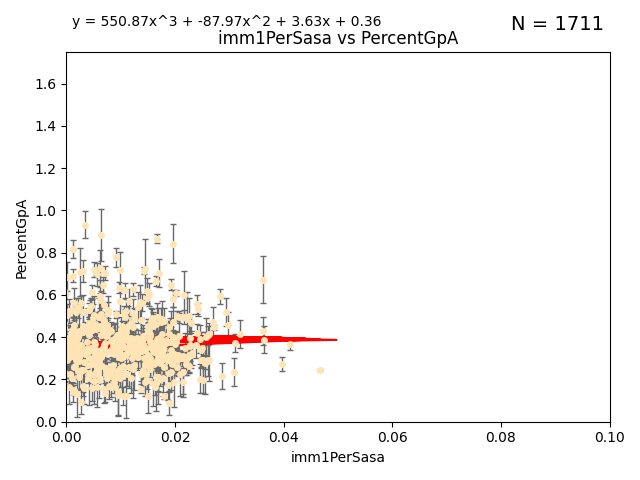 y = 550.87x^3 + -87.97x^2 + 3.63x + 0.36
N = 1711
imm1PerSasa vs PercentGpA
PercentGpA
1.6
1.4
1.2
1.0
0.8
0.6
0.4
0.2
0.0
0.00 0.02 0.04 0.06 0.08 0.10
imm1PerSasa